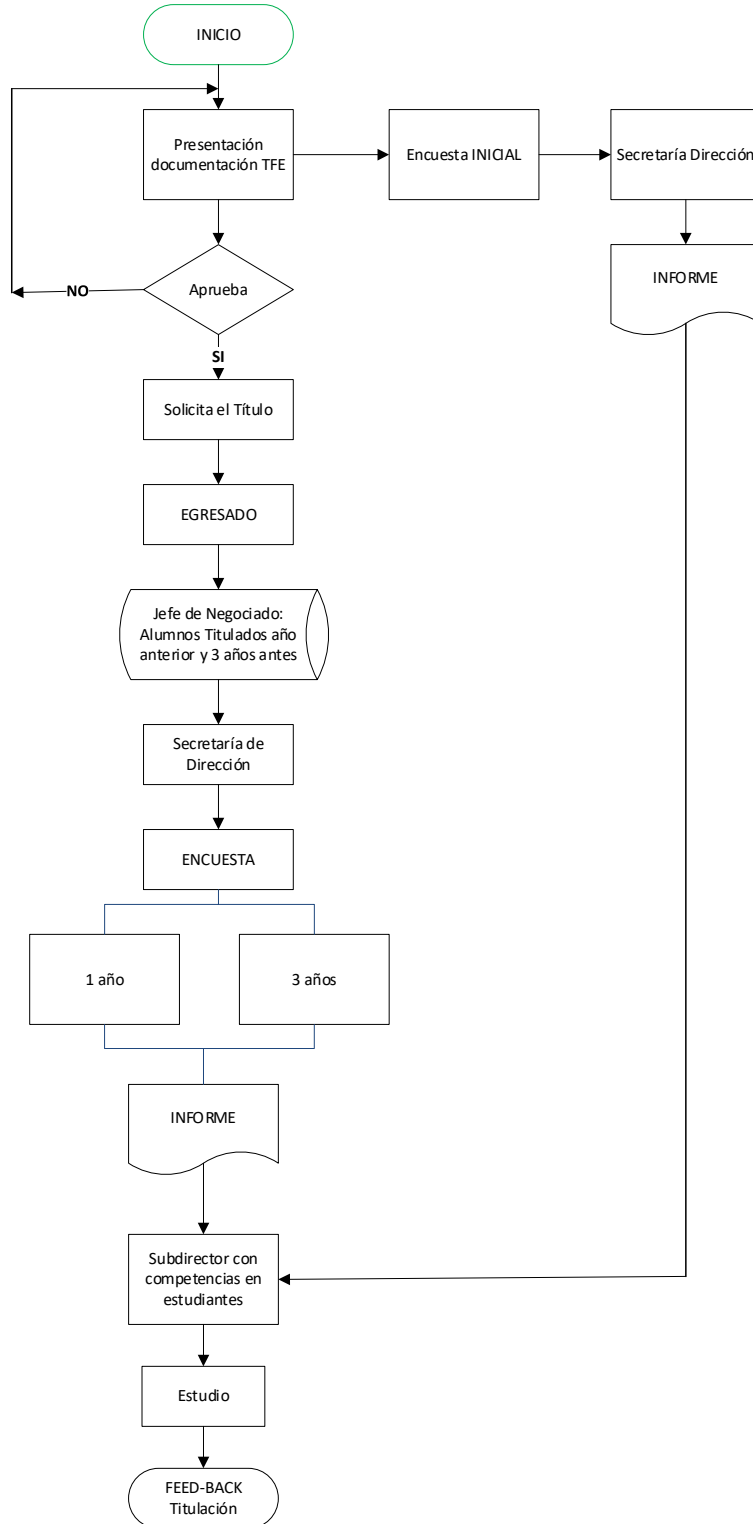 INICIO
Presentación
documentación TFE
Encuesta INICIAL
Secretaría Dirección
INFORME
Aprueba
NO
SI
Solicita el Título
EGRESADO
Jefe de Negociado:
Alumnos Titulados año
anterior y 3 años antes
Secretaría de
Dirección
ENCUESTA
1 año
3 años
INFORME
Subdirector con
competencias en
estudiantes
Estudio
FEED-BACK
Titulación